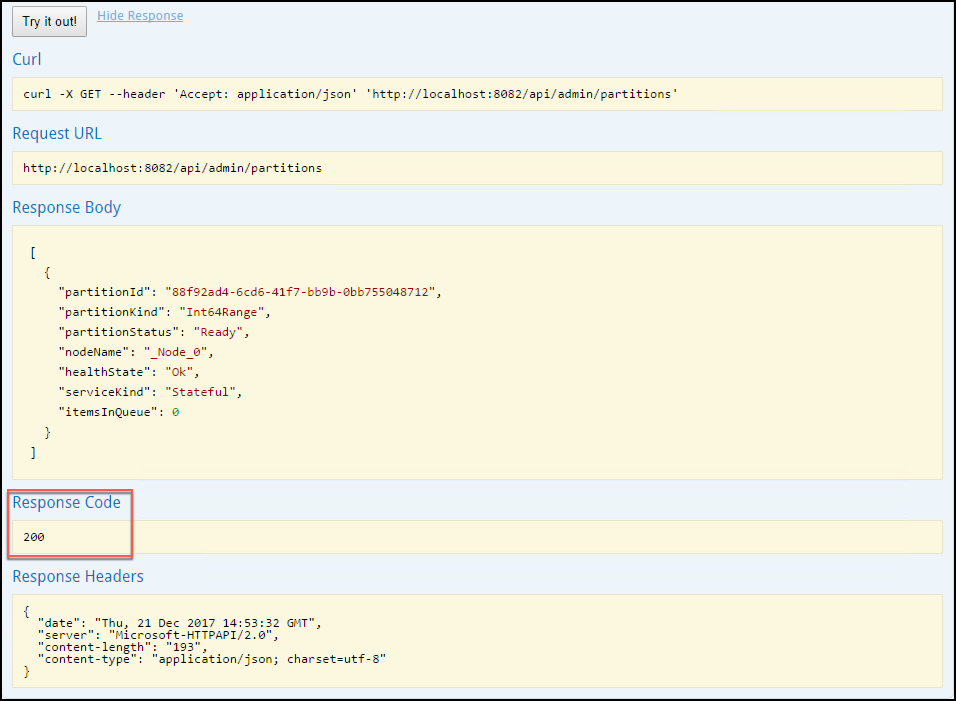 Try it out! Hide Response
Curl
curl -X GET --header 'Accept: application/json' 'http://localhost:8082/api/admin/partitions'
Request URL
http://localhost:8082/api/admin/partitions
Response Body
[
{
"partitionId": "88f92ad4-6cd6-41f7-bb9b-0bb755048712",
"partitionKind": "Int64Range",
"partitionStatus": "Ready",
"nodeName": "_Node_0",
"healthState": "Ok",
"serviceKind": "Stateful",
"itemsInQueue": 0
}
]
Response Code
200
Response Headers
{
"date": "Thu, 21 Dec 2017 14:53:32 GMT",
"server": "Microsoft-HTTPAPI/2.0",
"content-length": "193",
"content-type": "application/json; charset=utf-8"
}